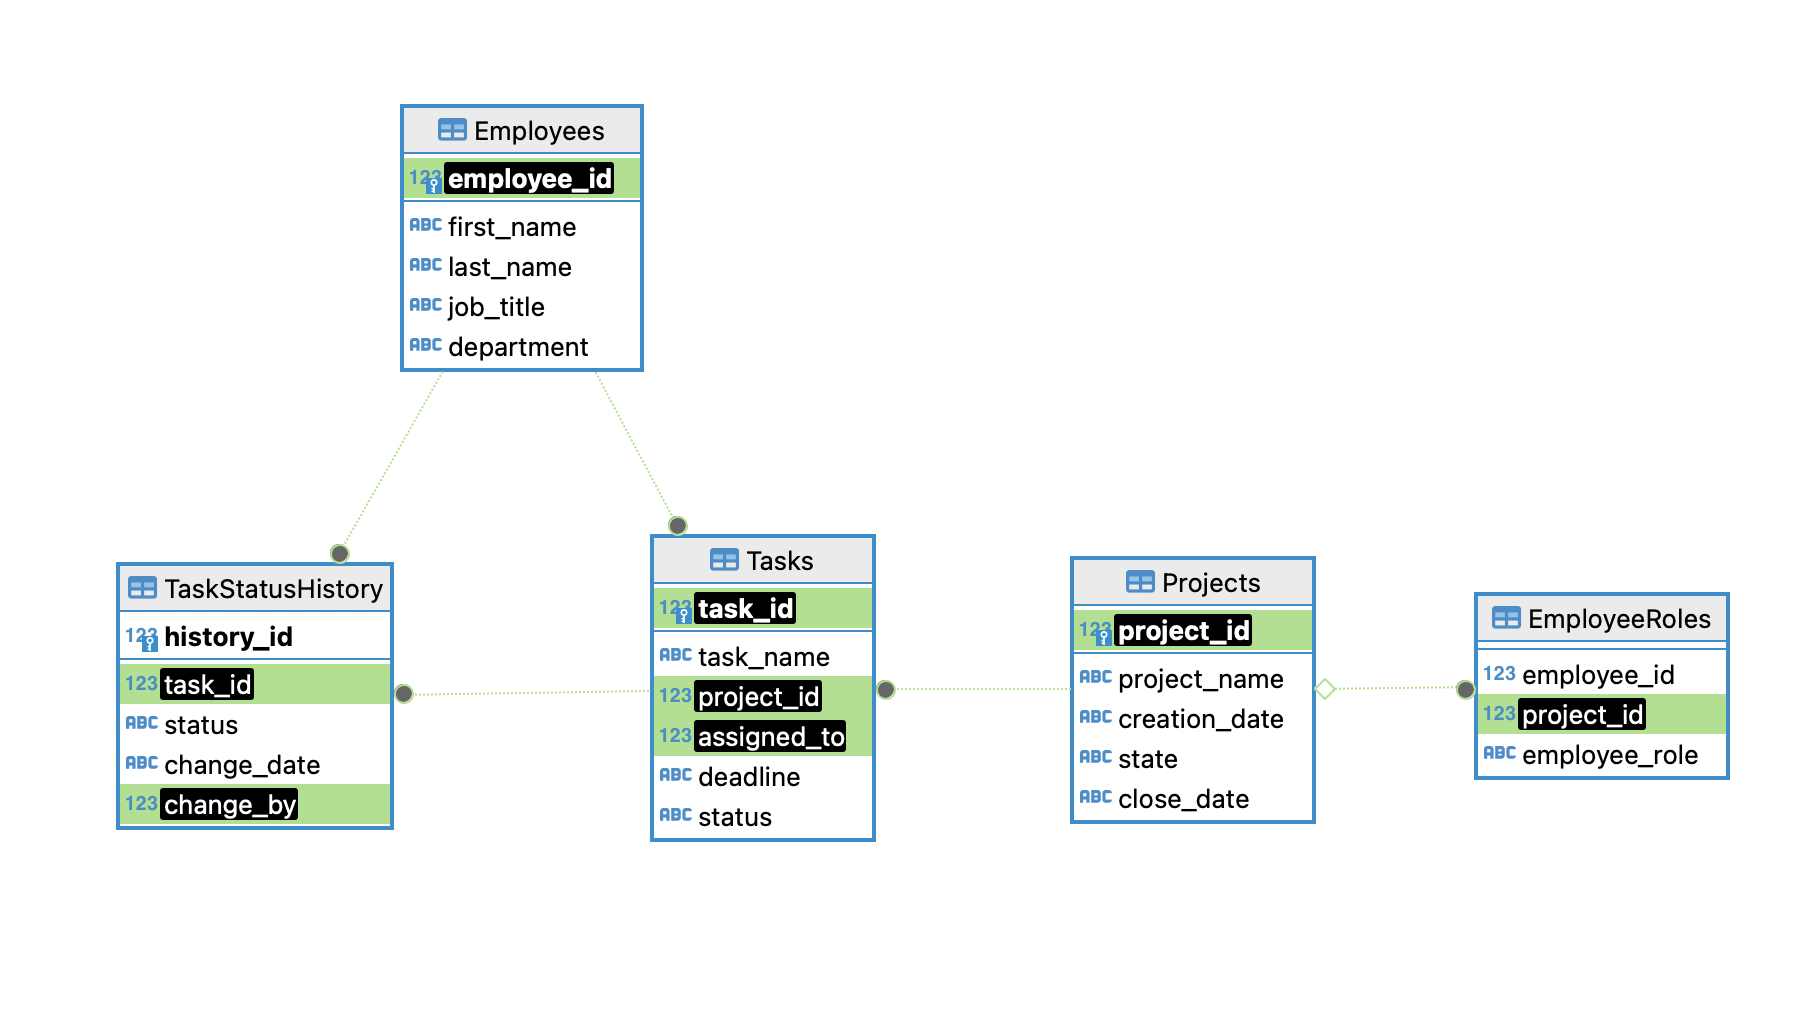 Employees
123 employee_id
ABC first_name
ABC last_name
ABC job_title
ABC department
TaskStatusHistory
123 history_id
123 task_id
ABC status
ABC change_date
123 change_by
Tasks
123 task_id
ABC task_name
123 project_id
123 assigned_to
ABC deadline
ABC status
Projects
123 project_id
ABC project_name
ABC creation_date
ABC state
ABC close_date
EmployeeRoles
123 employee_id
123 project_id
ABC employee_role